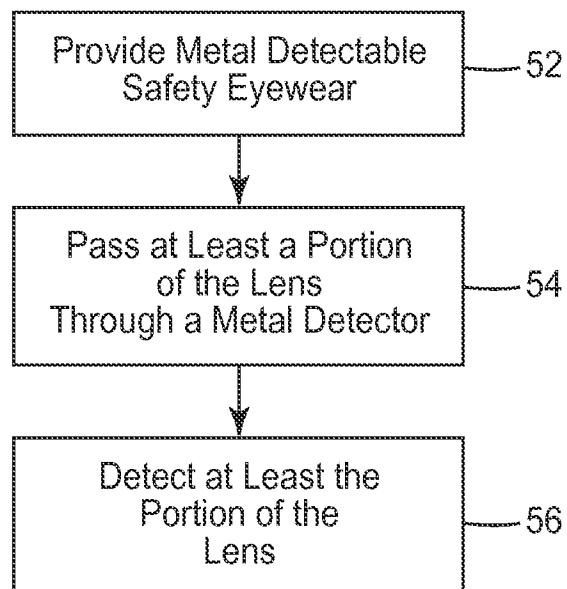 Provide Metal Detectable
Safety Eyewear
52
Pass at Least a Portion
of the Lens
Through a Metal Detector
54
Detect at Least the
Portion of the
Lens
56